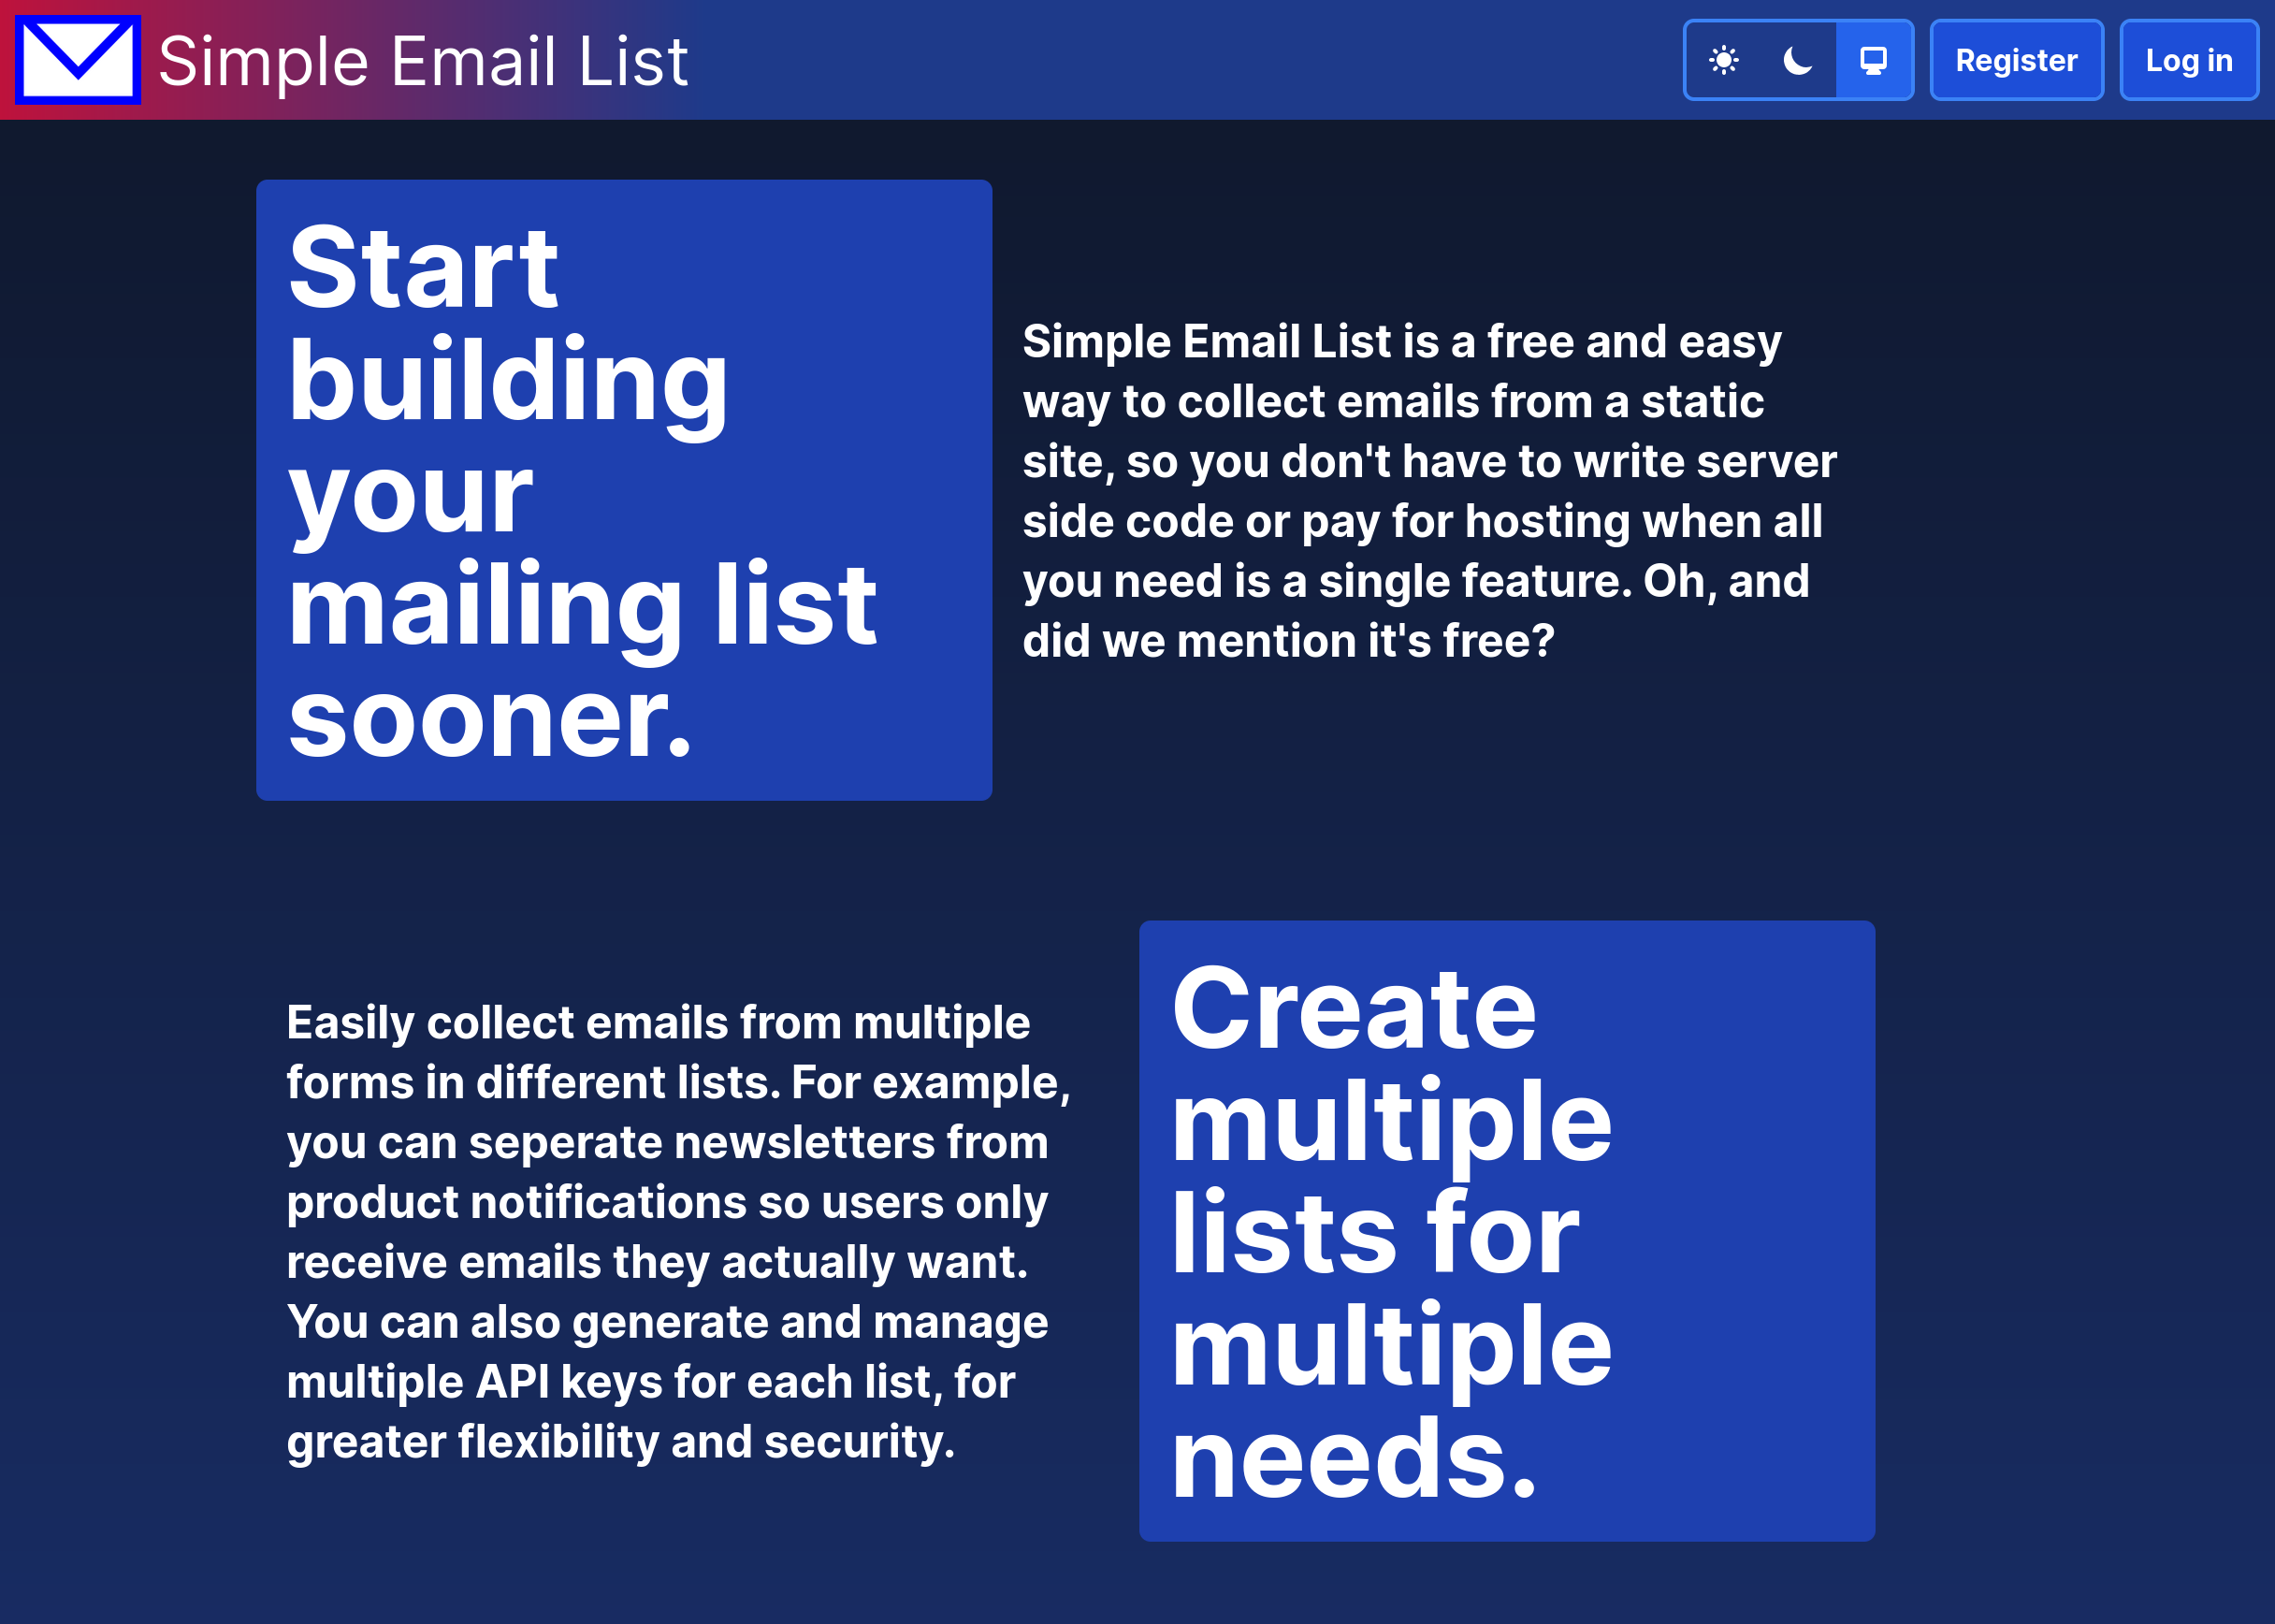 Simple Email List
Register
Log in
Start
building
your
mailing list
sooner.
Simple Email List is a free and easy
way to collect emails from a static
site, so you don't have to write server
side code or pay for hosting when all
you need is a single feature. Oh, and
did we mention it's free?
Easily collect emails from multiple
forms in different lists. For example,
you can seperate newsletters from
product notifications so users only
receive emails they actually want.
You can also generate and manage
multiple API keys for each list, for
greater flexibility and security.
Create
multiple
lists for
multiple
needs.